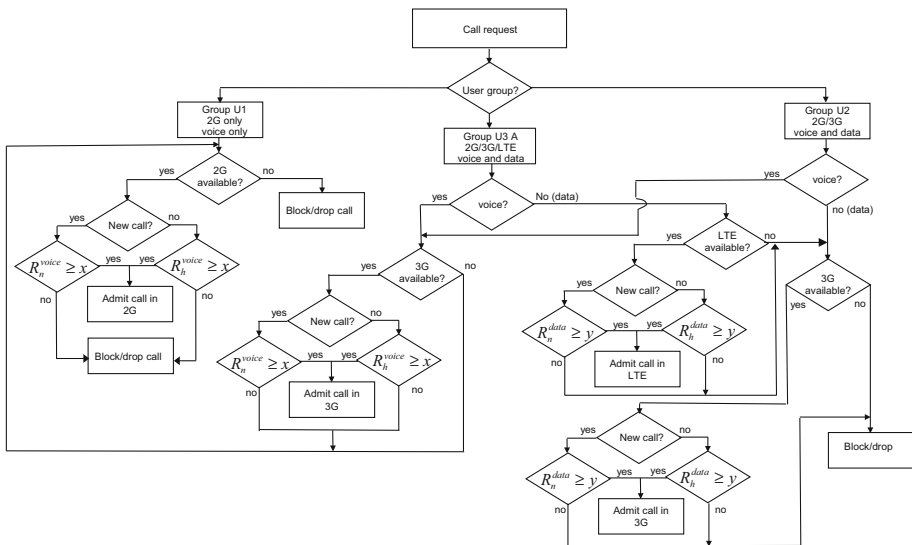 Call request
User group?
Group U1
2G only
voice only
Group U3 A
2G/3G/LTE
voice and data
Group U2
2G/3G
voice and data
yes
2G
available?
no
Block/drop call
yes
voice?
No (data)
yes
voice?
no (data)
yes
New call?
no
R_n^{voice} ≥ x
yes
yes
R_h^{voice} ≥ x
no
Admit call in
2G
no
Block/drop call
yes
3G
available?
no
yes
New call?
no
R_n^{voice} ≥ x
yes
yes
R_h^{voice} ≥ x
no
Admit call in
3G
no
yes
LTE
available?
no
yes
New call?
no
R_n^{data} ≥ y
yes
yes
R_h^{data} ≥ y
no
Admit call in
LTE
no
3G
available?
yes
no
yes
New call?
no
R_n^{data} ≥ y
yes
yes
R_h^{data} ≥ y
no
Admit call in
3G
no
Block/drop